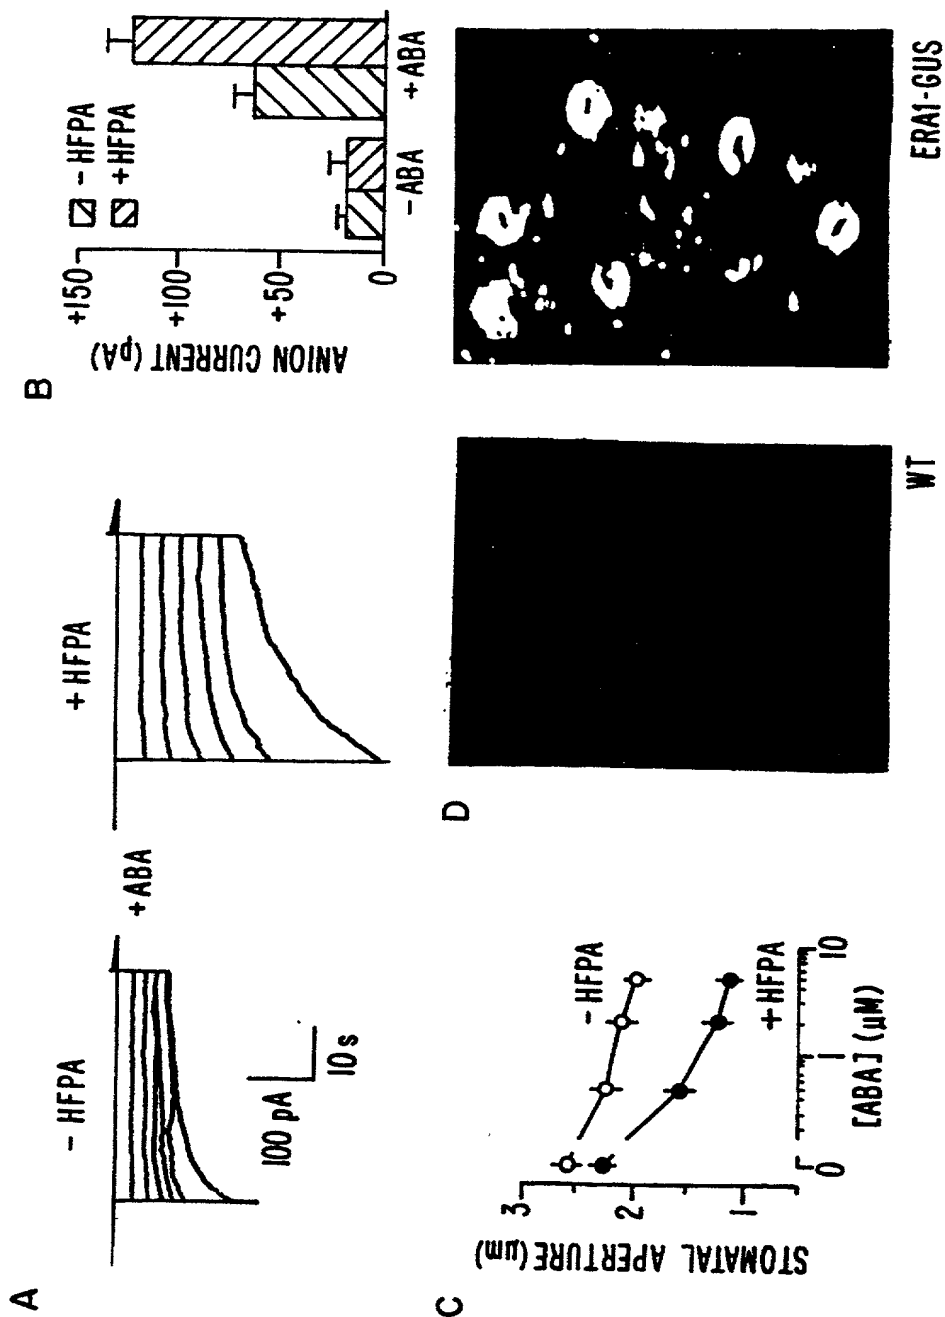 A
- HFPA
+ ABA
+ HFPA
100 pA
10 s
B
ANION CURRENT (pA)
+150
+100
+50
0
- HFPA
+ HFPA
- ABA
+ ABA
C
STOMATAL APERTURE (µm)
3
2
1
- HFPA
+ HFPA
0
1
10
[ABA] (µM)
D
WT
ERA1-GUS